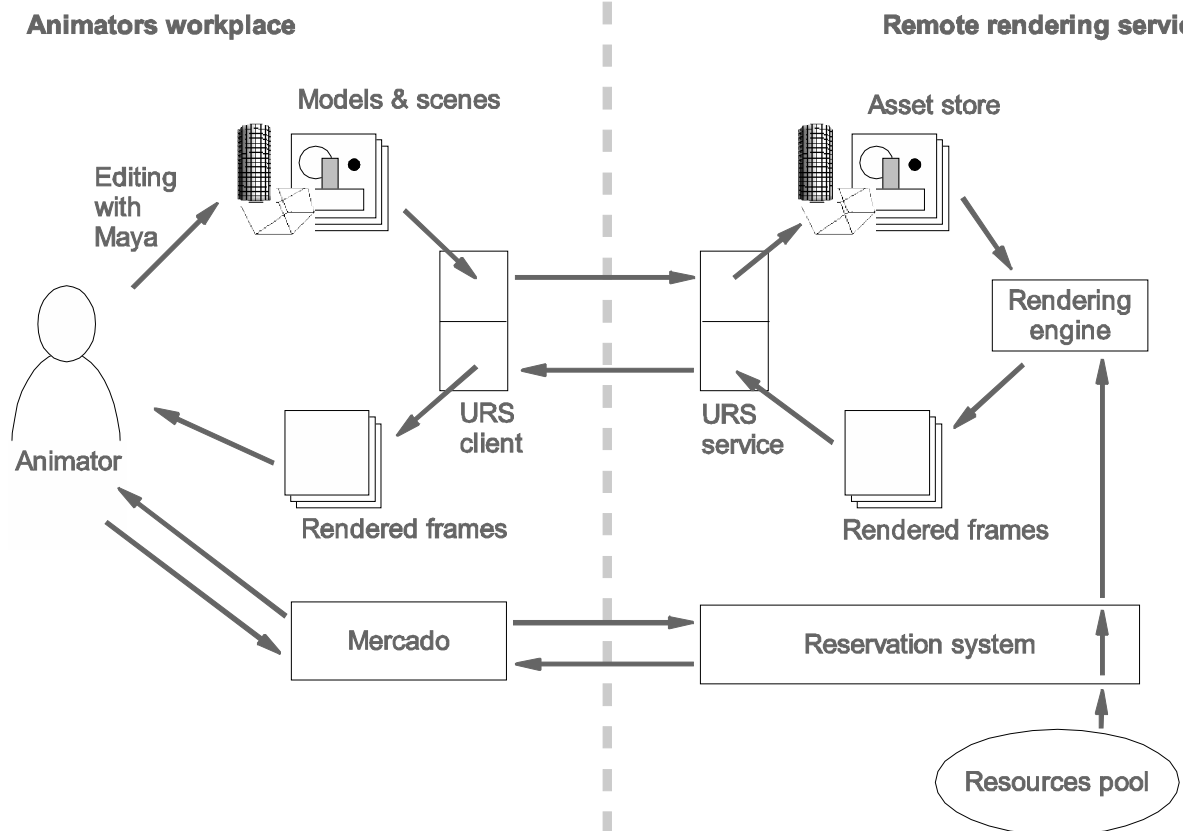 Animators workplace
Remote rendering servic
Models & scenes
Asset store
Editing
with
Maya
Rendering
engine
URS
client
URS
service
Animator
Rendered frames
Rendered frames
Mercado
Reservation system
Resources pool